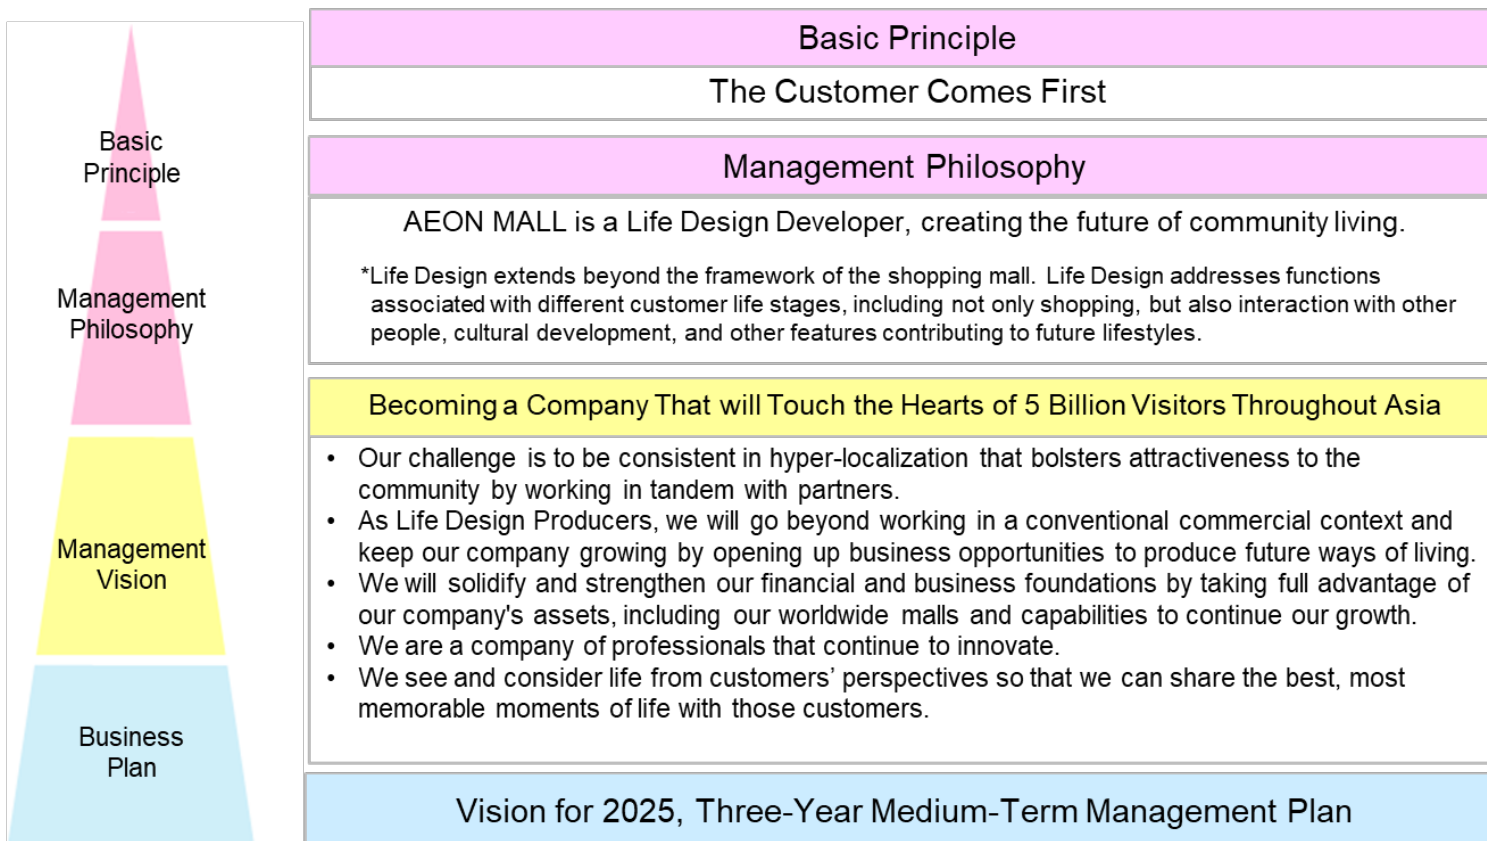 Basic
Principle
Management
Philosophy
Management
Vision
Business
Plan
Basic Principle
The Customer Comes First
Management Philosophy
AEON MALL is a Life Design Developer, creating the future of community living.
*Life Design extends beyond the framework of the shopping mall. Life Design addresses functions
associated with different customer life stages, including not only shopping, but also interaction with other
people, cultural development, and other features contributing to future lifestyles.
Becoming a Company That will Touch the Hearts of 5 Billion Visitors Throughout Asia
• Our challenge is to be consistent in hyper-localization that bolsters attractiveness to the
community by working in tandem with partners.
• As Life Design Producers, we will go beyond working in a conventional commercial context and
keep our company growing by opening up business opportunities to produce future ways of living.
• We will solidify and strengthen our financial and business foundations by taking full advantage of
our company's assets, including our worldwide malls and capabilities to continue our growth.
• We are a company of professionals that continue to innovate.
• We see and consider life from customers’ perspectives so that we can share the best, most
memorable moments of life with those customers.
Vision for 2025, Three-Year Medium-Term Management Plan